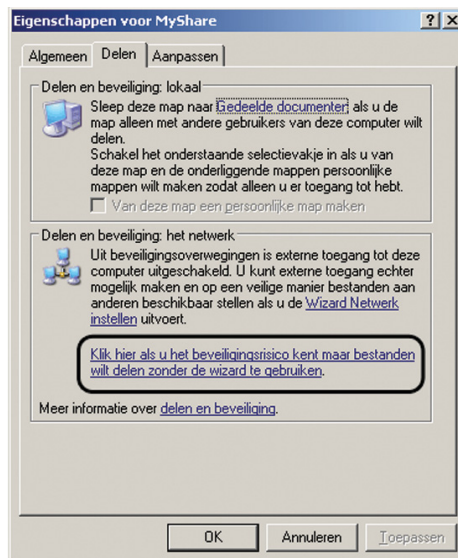 Eigenschappen voor MyShare
Algemeen Delen Aanpassen
Delen en beveiliging: lokaal
Sleep deze map naar Gedeelde documenten als u de
map alleen met andere gebruikers van deze computer wilt
delen.
Schakel het onderstaande selectievakje in als u van
deze map en de onderliggende mappen persoonlijke
mappen wilt maken zodat alleen u er toegang tot hebt.
Van deze map een persoonlijke map maken
Delen en beveiliging: het netwerk
Uit beveiligingsoverwegingen is externe toegang tot deze
computer uitgeschakeld. U kunt externe toegang echter
mogelijk maken en op een veilige manier bestanden aan
anderen beschikbaar stellen als u de Wizard Netwerk
instellen uitvoert.
Klik hier als u het beveiligingsrisico kent maar bestanden
wilt delen zonder de wizard te gebruiken.
Meer informatie over delen en beveiliging.
OK Annuleren Toepassen